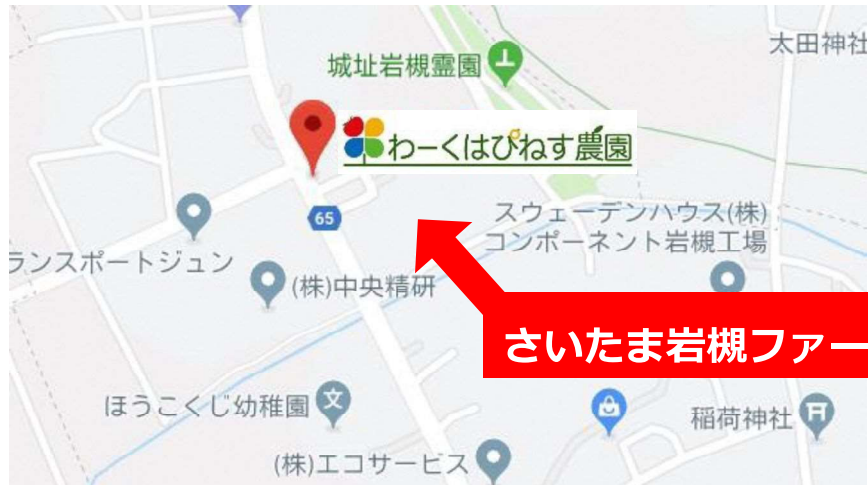 太田神社
城址岩槻霊園
わーくはぴねす農園
65
スウェーデンハウス(株)
コンポーネント岩槻工場
ランスポートジュン
(株)中央精研
さいたま岩槻ファー
ほうこくじ幼稚園
文
稲荷神社
(株)エコサービス